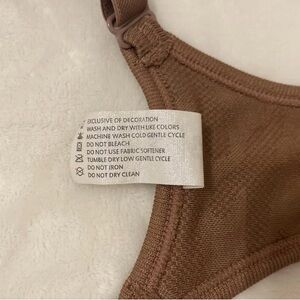 EXCLUSIVE OF DECORATION
WASH AND DRY WITH LIKE COLORS
MACHINE WASH COLD GENTLE CYCLE
DO NOT BLEACH
DO NOT USE FABRIC SOFTENER
TUMBLE DRY LOW GENTLE CYCLE
DO NOT IRON
DO NOT DRY CLEAN